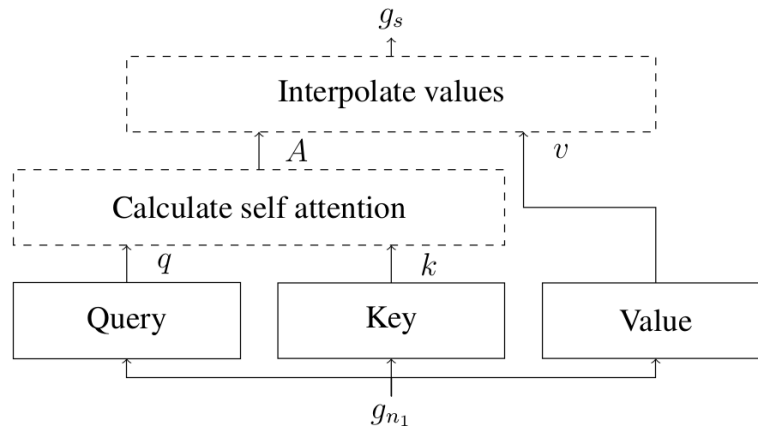 g_s
Interpolate values
A v
Calculate self attention
q k
Query Key Value
g_{n_1}